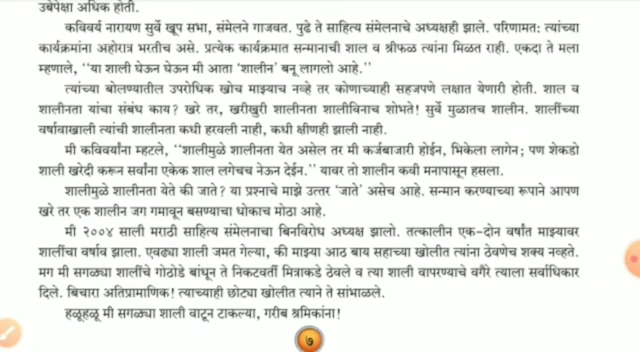 उबेपेक्षा अधिक होती.
कविवर्य नारायण सुर्वे खूप सभा, संमेलने गाजवत. पुढे ते साहित्य संमेलनाचे अध्यक्षही झाले. परिणामत: त्यांच्या
कार्यक्रमांना अहोरात्र भरतीच असे. प्रत्येक कार्यक्रमात सन्मानाची शाल व श्रीफळ त्यांना मिळत राही. एकदा ते मला
म्हणाले, “या शाली घेऊन घेऊन मी आता ‘शालीन’ बनू लागलो आहे.”
त्यांच्या बोलण्यातील उपरोधिक खोच माझ्याच नव्हे तर कोणाच्याही सहजपणे लक्षात येणारी होती. शाल व
शालीनता यांचा संबंध काय? खरे तर, खरीखुरी शालीनता शालीविनाच शोभते! सुर्वे मुळातच शालीन. शालींच्या
वर्षावाखाली त्यांची शालीनता कधी हरवली नाही, कधी क्षीणही झाली नाही.
मी कविवर्यांना म्हटले, “शालीमुळे शालीनता येत असेल तर मी कर्जबाजारी होईन, भिकेला लागेन; पण शेकडो
शाली खरेदी करून सर्वांना एकेक शाल लगेचच नेऊन देईन.” यावर तो शालीन कवी मनापासून हसला.
शालीमुळे शालीनता येते की जाते? या प्रश्नाचे माझे उत्तर ‘जाते’ असेच आहे. सन्मान करण्याच्या रूपाने आपण
खरे तर एक शालीन जग गमावून बसण्याचा धोकाच मोठा आहे.
मी २००४ साली मराठी साहित्य संमेलनाचा बिनविरोध अध्यक्ष झालो. तत्कालीन एक-दोन वर्षांत माझ्यावर
शालींचा वर्षाव झाला. एवढ्या शाली जमत गेल्या, की माझ्या आठ बाय सहाच्या खोलीत त्यांना ठेवणेच शक्य नव्हते.
मग मी सगळ्या शालींचे गोठोडे बांधून ते निकटवर्ती मित्राकडे ठेवले व त्या शाली वापरण्याचे वगैरे त्याला सर्वाधिकार
दिले. बिचारा अतिप्रामाणिक! त्याच्याही छोट्या खोलीत त्याने ते सांभाळले.
हळूहळू मी सगळ्या शाली वाटून टाकल्या, गरीब श्रमिकांना!
७